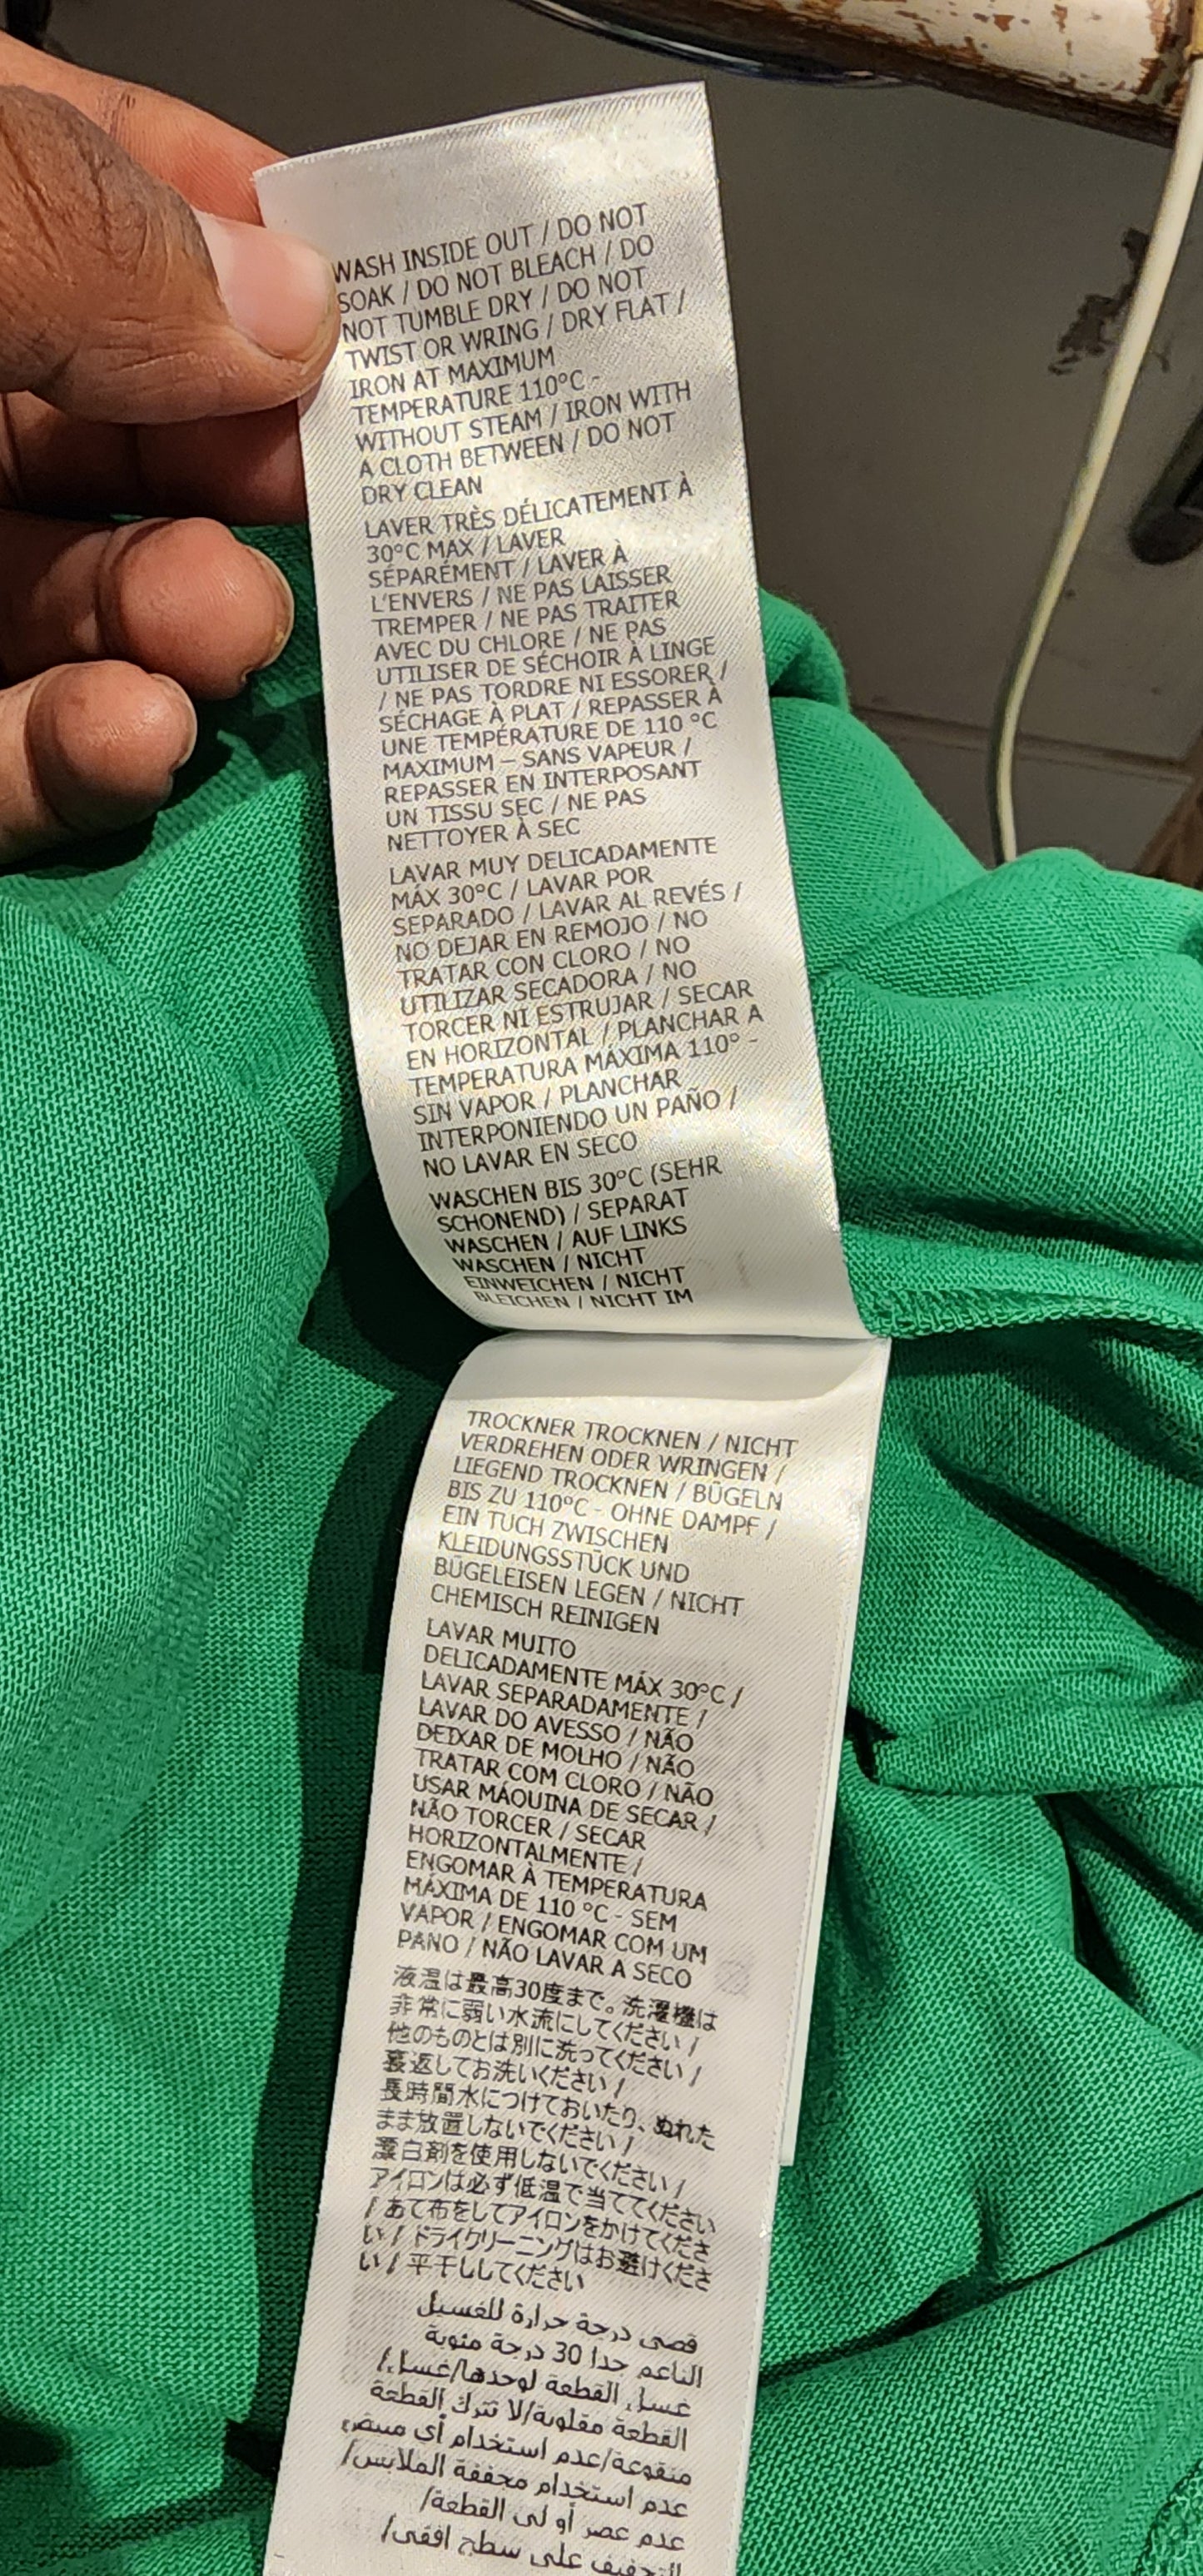 WASH INSIDE OUT / DO NOT
SOAK / DO NOT BLEACH / DO
NOT TUMBLE DRY / DO NOT
TWIST OR WRING / DRY FLAT /
IRON AT MAXIMUM
TEMPERATURE 110°C -
WITHOUT STEAM / IRON WITH
A CLOTH BETWEEN / DO NOT
DRY CLEAN
LAVER TRÈS DÉLICATEMENT À
30°C MAX / LAVER
SÉPARÉMENT / LAVER À
L'ENVERS / NE PAS LAISSER
TREMPER / NE PAS TRAITER
AVEC DU CHLORE / NE PAS
UTILISER DE SÉCHOIR À LINGE
/ NE PAS TORDRE NI ESSORER /
SÉCHAGE À PLAT / REPASSER À
UNE TEMPÉRATURE DE 110 °C
MAXIMUM – SANS VAPEUR /
REPASSER EN INTERPOSANT
UN TISSU SEC / NE PAS
NETTOYER À SEC
LAVAR MUY DELICADAMENTE
MÁX 30°C / LAVAR POR
SEPARADO / LAVAR AL REVÉS /
NO DEJAR EN REMOJO / NO
TRATAR CON CLORO / NO
UTILIZAR SECADORA / NO
TORCER NI ESTRUJAR / SECAR
EN HORIZONTAL / PLANCHAR A
TEMPERATURA MÁXIMA 110° -
SIN VAPOR / PLANCHAR
INTERPONIENDO UN PAÑO /
NO LAVAR EN SECO
WASCHEN BIS 30°C (SEHR
SCHONEND) / SEPARAT
WASCHEN / AUF LINKS
WASCHEN / NICHT
EINWEICHEN / NICHT
BLEICHEN / NICHT IM
TROCKNER TROCKNEN / NICHT
VERDREHEN ODER WRINGEN /
LIEGEND TROCKNEN / BÜGELN
BIS ZU 110°C - OHNE DAMPF /
EIN TUCH ZWISCHEN
KLEIDUNGSSTÜCK UND
BÜGELEISEN LEGEN / NICHT
CHEMISCH REINIGEN
LAVAR MUITO
DELICADAMENTE MÁX 30°C /
LAVAR SEPARADAMENTE /
LAVAR DO AVESSO / NÃO
DEIXAR DE MOLHO / NÃO
TRATAR COM CLORO / NÃO
USAR MÁQUINA DE SECAR /
NÃO TORCER / SECAR
HORIZONTALMENTE /
ENGOMAR À TEMPERATURA
MÁXIMA DE 110 °C - SEM
VAPOR / ENGOMAR COM UM
PANO / NÃO LAVAR A SECO
液温は最高30度まで。洗濯機は
非常に弱い水流にしてください /
他のものとは別に洗ってください /
裏返してお洗いください /
長時間水につけておいたり、ぬれた
まま放置しないでください /
漂白剤を使用しないでください /
アイロンは必ず低温で当ててください
/ あて布をしてアイロンをかけてくださ
い / ドライクリーニングはお避けくださ
い / 平干ししてください
قصى درجة حرارة للغسيل
الناعم جدا 30 درجة مئوية
غسل القطعة لوحدها/غسل/
القطعة مقلوبة/لا تترك القطعة
منقوعة/عدم استخدام أي مبيض
عدم استخدام مجففة الملابس/
عدم عصر أو لى القطعة/
التجفيف على سطح افقى/